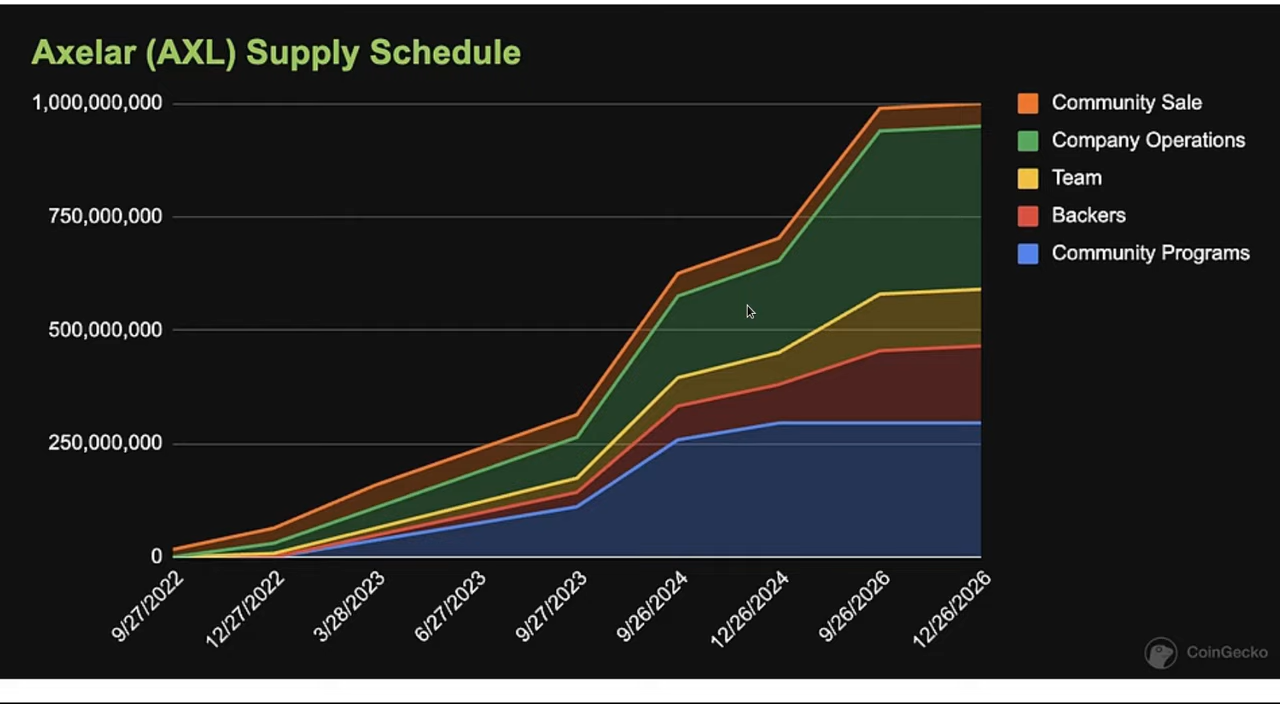 Axelar (AXL) Supply Schedule
1,000,000,000
750,000,000
500,000,000
250,000,000
0
9/27/2022
12/27/2022
3/28/2023
6/27/2023
9/27/2023
9/26/2024
12/26/2024
9/26/2026
12/26/2026
Community Sale
Company Operations
Team
Backers
Community Programs
CoinGecko